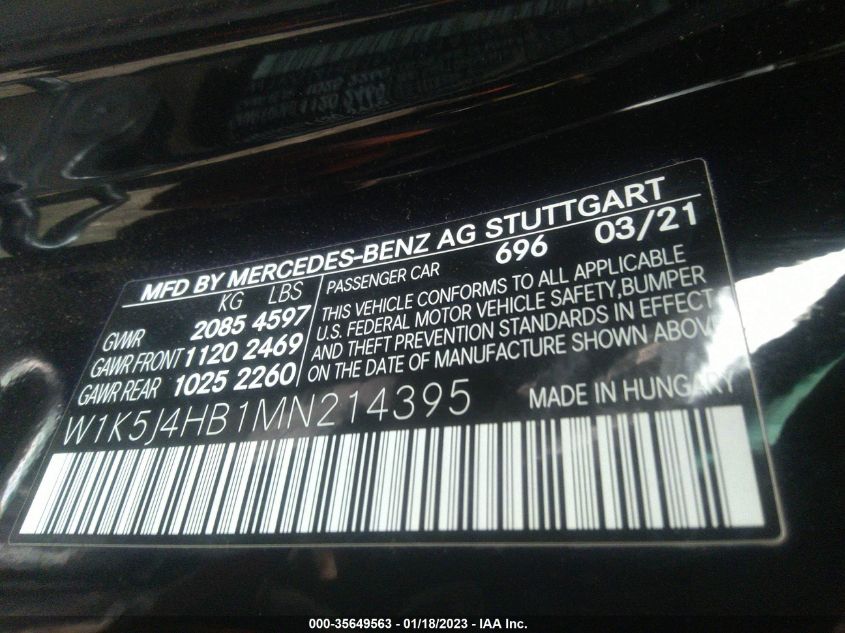 MFD BY MERCEDES-BENZ AG STUTTGART
KG LBS
GVWR 2085 4597
GAWR FRONT 1120 2469
GAWR REAR 1025 2260
PASSENGER CAR 696 03/21
THIS VEHICLE CONFORMS TO ALL APPLICABLE
U.S. FEDERAL MOTOR VEHICLE SAFETY,BUMPER
AND THEFT PREVENTION STANDARDS IN EFFECT
ON THE DATE OF MANUFACTURE SHOWN ABOVE
W1K5J4HB1MN214395
MADE IN HUNGARY
000-35649563 - 01/18/2023 - IAA Inc.